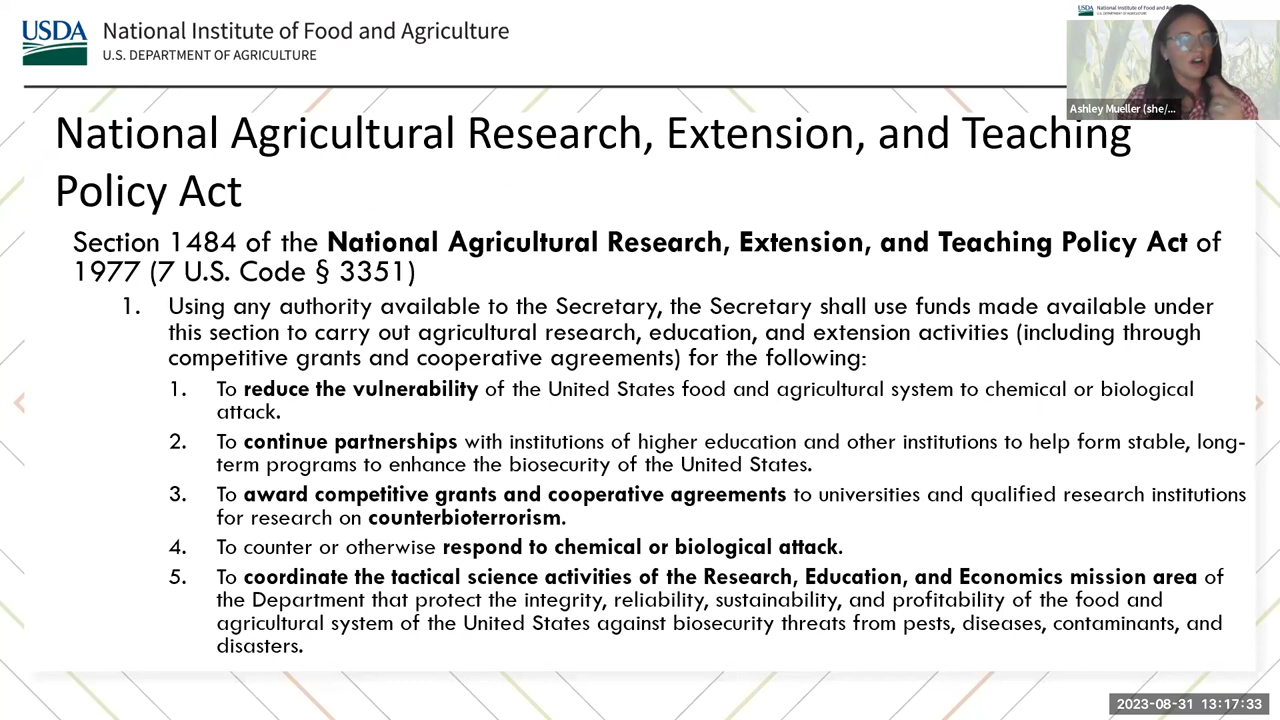 USDA
National Institute of Food and Agriculture
U.S. DEPARTMENT OF AGRICULTURE
USDA
National Institute of Food and
U.S. DEPARTMENT OF AGRICULTURE
Ashley Mueller (she/...
National Agricultural Research, Extension, and Teaching
Policy Act
Section 1484 of the National Agricultural Research, Extension, and Teaching Policy Act of
1977 (7 U.S. Code § 3351)
1. Using any authority available to the Secretary, the Secretary shall use funds made available under
this section to carry out agricultural research, education, and extension activities (including through
competitive grants and cooperative agreements) for the following:
1. To reduce the vulnerability of the United States food and agricultural system to chemical or biological
attack.
2. To continue partnerships with institutions of higher education and other institutions to help form stable, long-
term programs to enhance the biosecurity of the United States.
3. To award competitive grants and cooperative agreements to universities and qualified research institutions
for research on counterbioterrorism.
4. To counter or otherwise respond to chemical or biological attack.
5. To coordinate the tactical science activities of the Research, Education, and Economics mission area of
the Department that protect the integrity, reliability, sustainability, and profitability of the food and
agricultural system of the United States against biosecurity threats from pests, diseases, contaminants, and
disasters.
2023-08-31 13:17:33